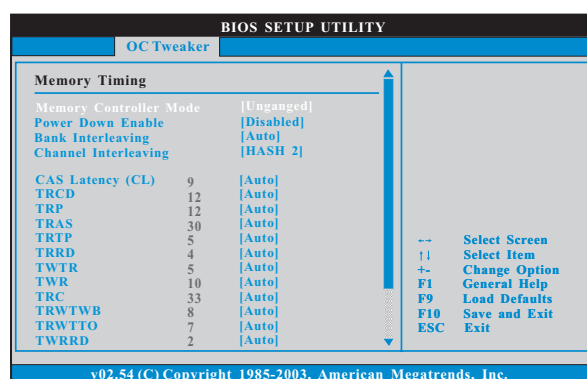 BIOS SETUP UTILITY
OC Tweaker
Memory Timing
Memory Controller Mode [Unganged]
Power Down Enable [Disabled]
Bank Interleaving [Auto]
Channel Interleaving [HASH 2]
CAS Latency (CL) 9 [Auto]
TRCD 12 [Auto]
TRP 12 [Auto]
TRAS 30 [Auto]
TRTP 5 [Auto]
TRRD 4 [Auto]
TWTR 5 [Auto]
TWR 10 [Auto]
TRC 33 [Auto]
TRWTWB 8 [Auto]
TRWTTO 7 [Auto]
TWRRD 2 [Auto]
←→ Select Screen
↑↓ Select Item
+- Change Option
F1 General Help
F9 Load Defaults
F10 Save and Exit
ESC Exit
v02.54 (C) Copyright 1985-2003, American Megatrends, Inc.